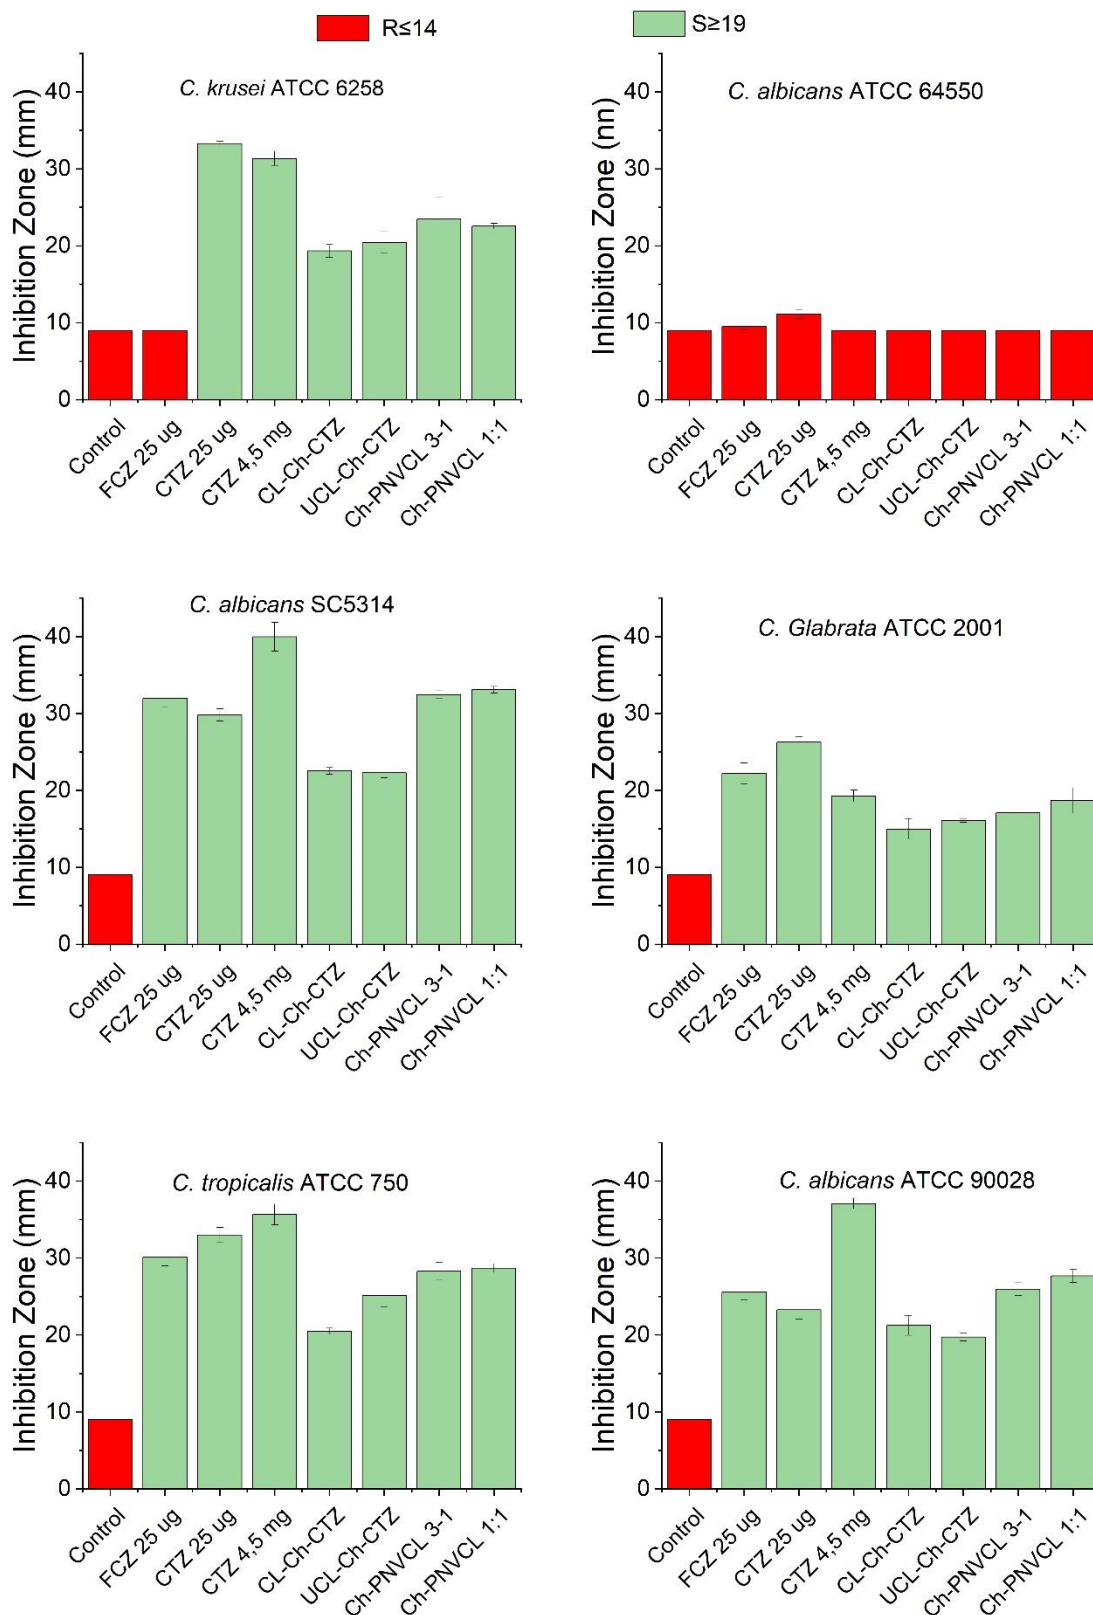 R≤14
S≥19
C. krusei ATCC 6258
Inhibition Zone (mm)
40
30
20
10
0
Control
FCZ 25 ug
CTZ 25 ug
CTZ 4,5 mg
CL-Ch-CTZ
UCL-Ch-CTZ
Ch-PNVCL 3-1
Ch-PNVCL 1:1
C. albicans ATCC 64550
Inhibition Zone (nn)
40
30
20
10
0
Control
FCZ 25 ug
CTZ 25 ug
CTZ 4,5 mg
CL-Ch-CTZ
UCL-Ch-CTZ
Ch-PNVCL 3-1
Ch-PNVCL 1:1
C. albicans SC5314
Inhibition Zone (mm)
40
30
20
10
0
Control
FCZ 25 ug
CTZ 25 ug
CTZ 4,5 mg
CL-Ch-CTZ
UCL-Ch-CTZ
Ch-PNVCL 3-1
Ch-PNVCL 1:1
C. Glabrata ATCC 2001
Inhibition Zone (mm)
40
30
20
10
0
Control
FCZ 25 ug
CTZ 25 ug
CTZ 4,5 mg
CL-Ch-CTZ
UCL-Ch-CTZ
Ch-PNVCL 3-1
Ch-PNVCL 1:1
C. tropicalis ATCC 750
Inhibition Zone (mm)
40
30
20
10
0
Control
FCZ 25 ug
CTZ 25 ug
CTZ 4,5 mg
CL-Ch-CTZ
UCL-Ch-CTZ
Ch-PNVCL 3-1
Ch-PNVCL 1:1
C. albicans ATCC 90028
Inhibition Zone (mm)
40
30
20
10
0
Control
FCZ 25 ug
CTZ 25 ug
CTZ 4,5 mg
CL-Ch-CTZ
UCL-Ch-CTZ
Ch-PNVCL 3-1
Ch-PNVCL 1:1